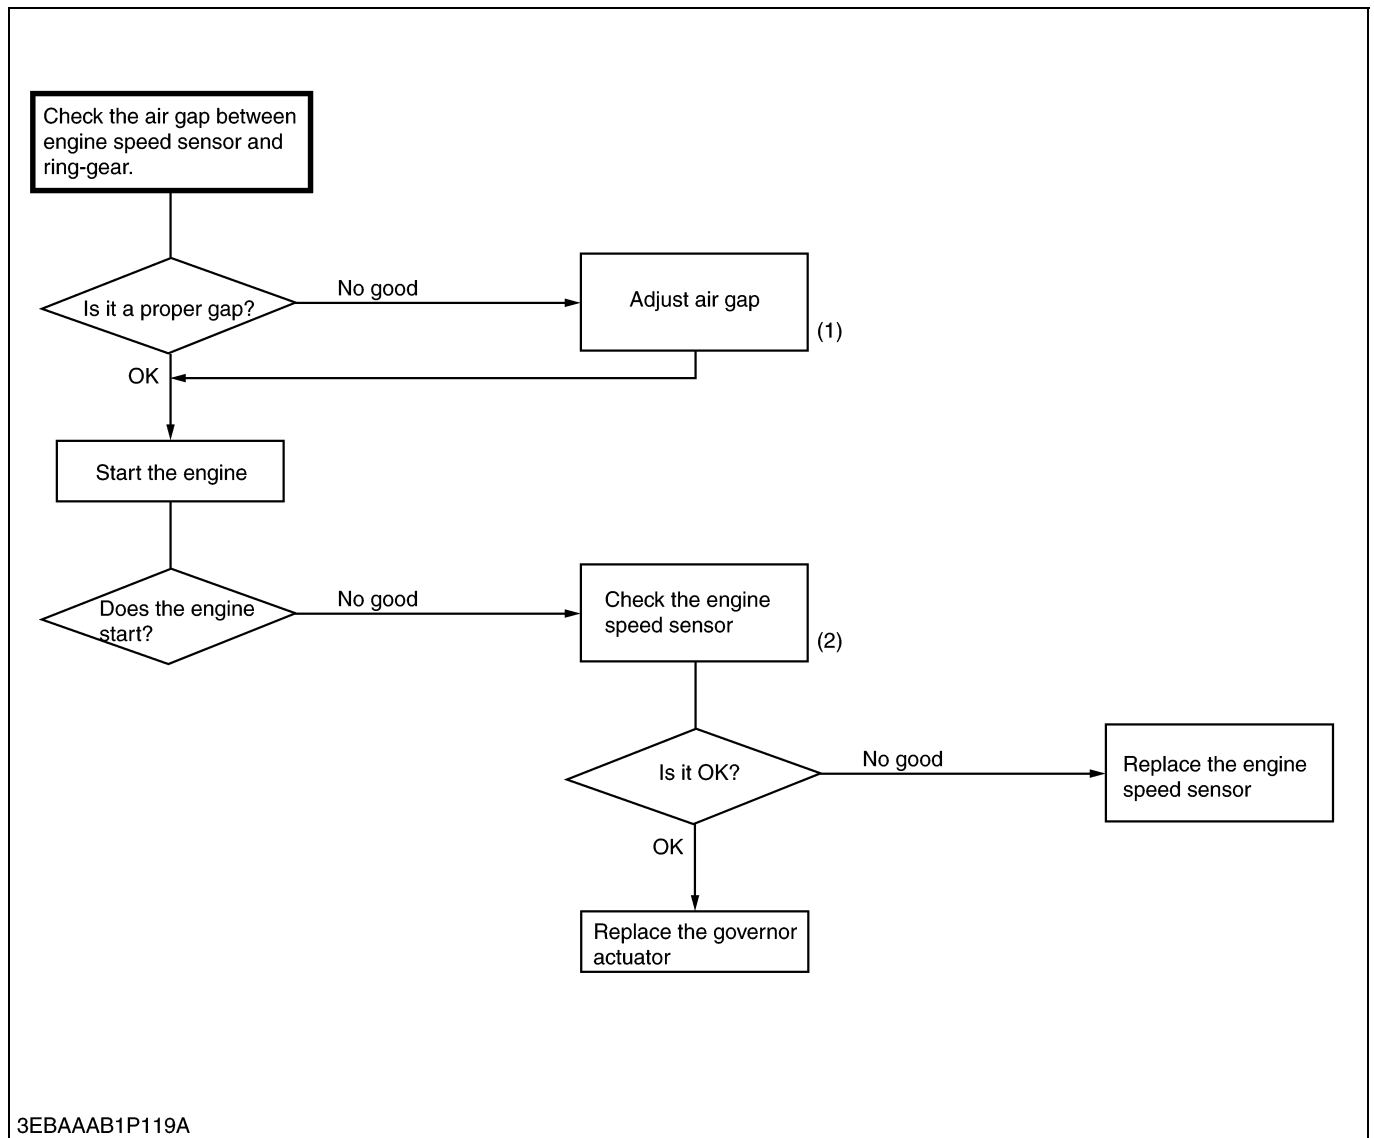 Check the air gap between
engine speed sensor and
ring-gear.
Is it a proper gap?
No good
Adjust air gap
(1)
OK
Start the engine
Does the engine
start?
No good
Check the engine
speed sensor
(2)
Is it OK?
No good
Replace the engine
speed sensor
OK
Replace the governor
actuator
3EBAAAB1P119A